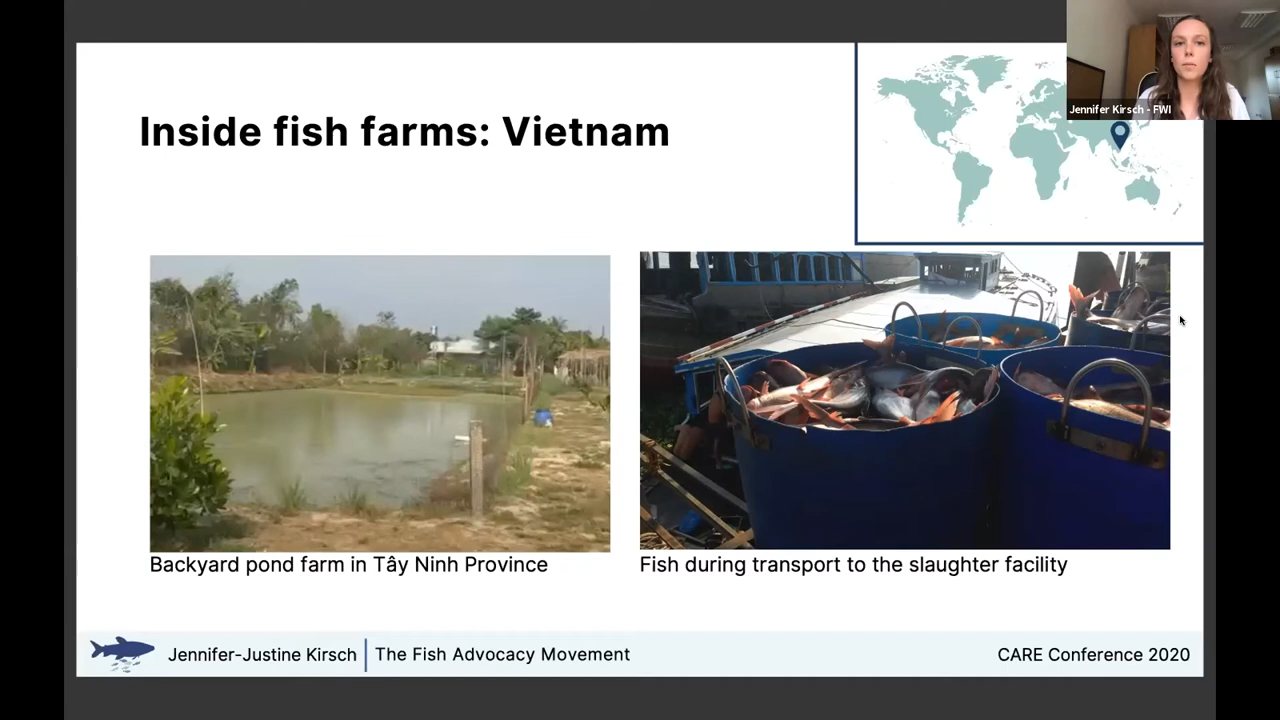 Jennifer Kirsch - FWI
Inside fish farms: Vietnam
Backyard pond farm in Tây Ninh Province
Fish during transport to the slaughter facility
Jennifer-Justine Kirsch
The Fish Advocacy Movement
CARE Conference 2020